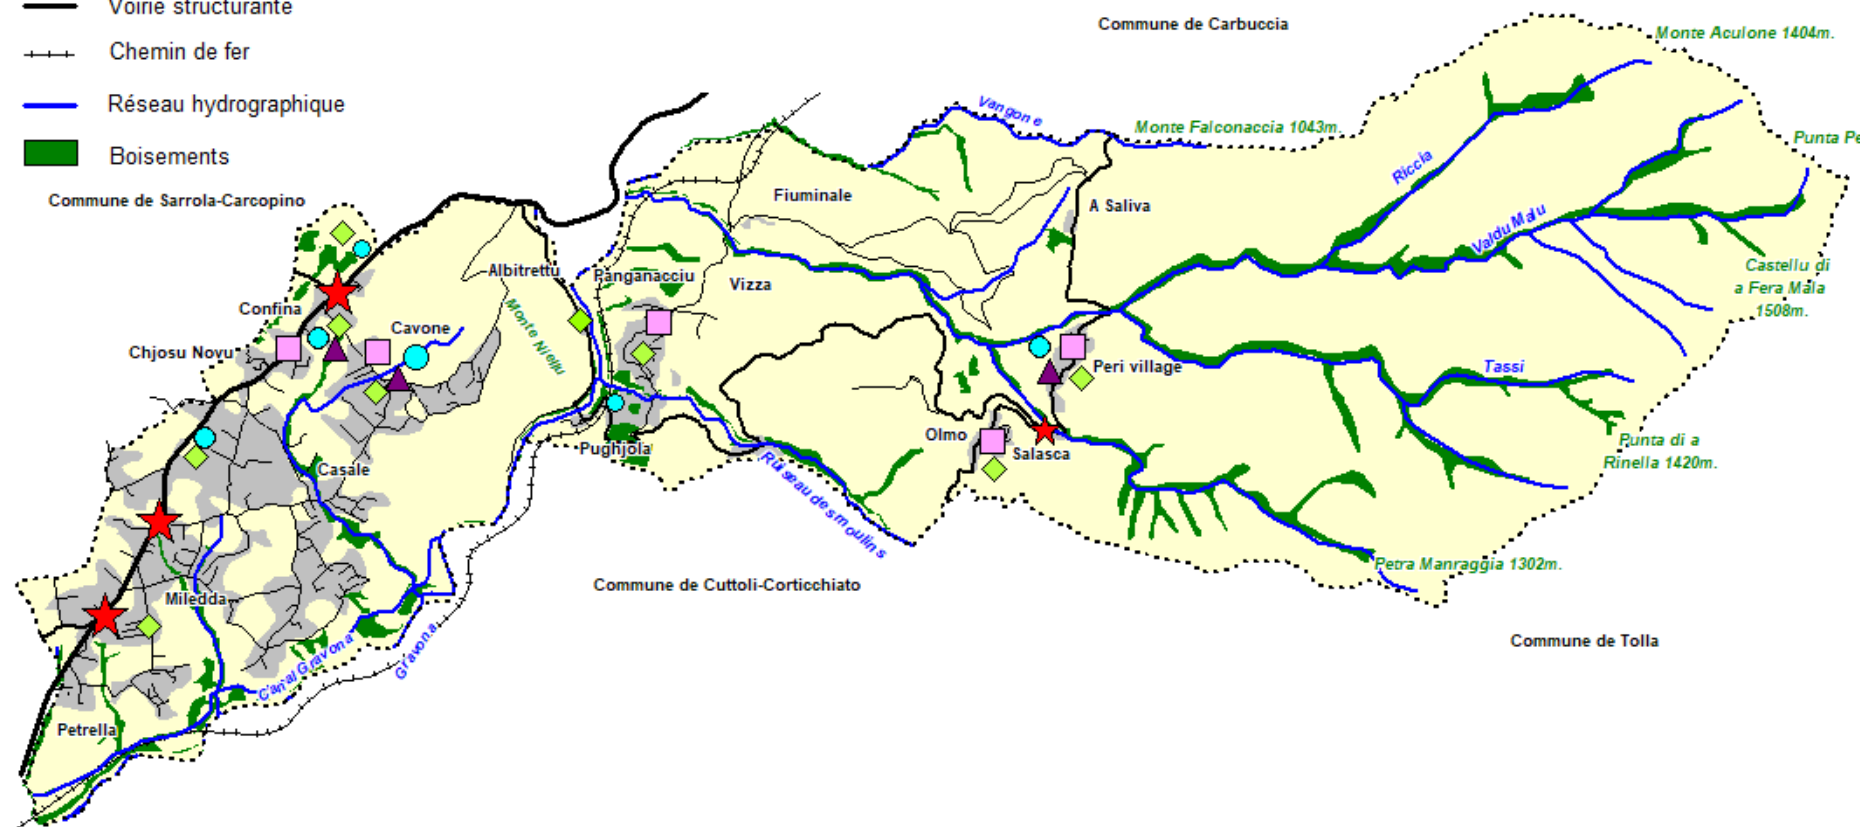 Voirie structurante
Chemin de fer
Réseau hydrographique
Boisements
Commune de Carbuccia
Monte Aculone 1404m.
Vangone
Monte Falconaccia 1043m.
Punta Pe
Riccia
Commune de Sarrola-Carcopino
Fiuminale
A Saliva
Valdu Malu
Albitrettu
Panganacciu
Vizza
Castellu di
a Fera Mala
1508m.
Confina
Monte Niellu
Cavone
Chjosu Novu
Peri village
Tassi
Olmo
Salasca
Pughjola
Punta di a
Rinella 1420m.
Casale
Ruiseau des moulins
Petra Manraggia 1302m.
Commune de Cuttoli-Corticchiato
Miledda
Commune de Tolla
Canal Gravona
Gravona
Petrella